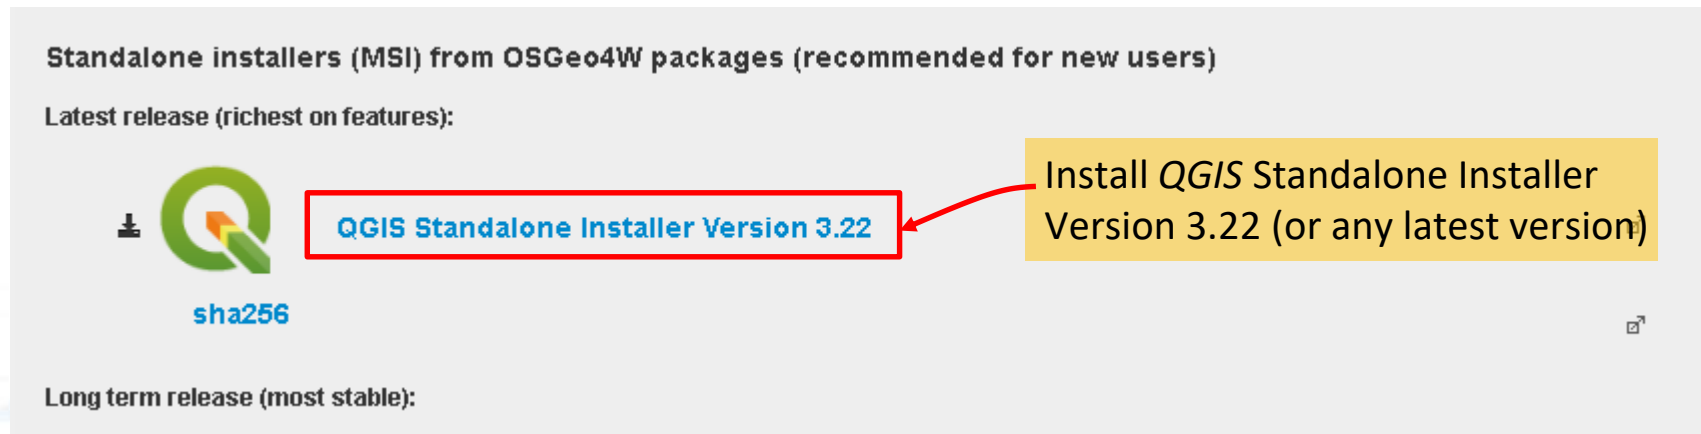 Standalone installers (MSI) from OSGeo4W packages (recommended for new users)
Latest release (richest on features):
Install QGIS Standalone Installer
Version 3.22 (or any latest version)
QGIS Standalone Installer Version 3.22
sha256
Long term release (most stable):